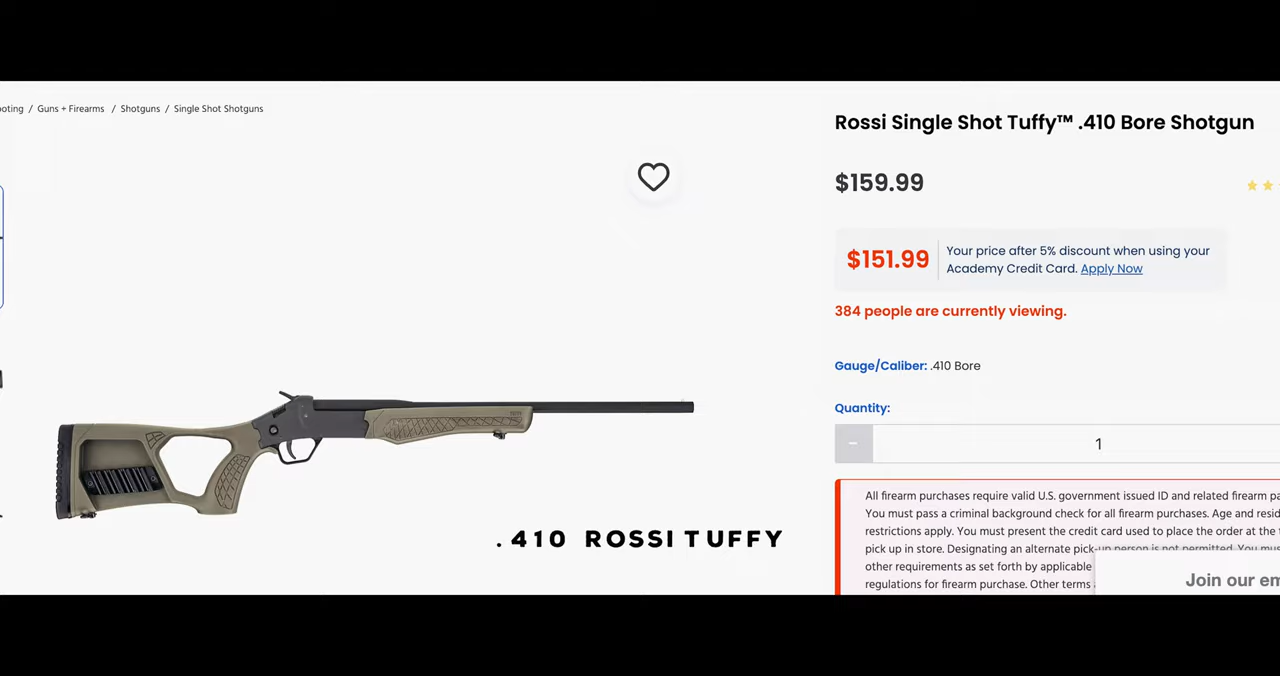 ooting / Guns + Firearms / Shotguns / Single Shot Shotguns
Rossi Single Shot Tuffy™ .410 Bore Shotgun
$159.99
$151.99
Your price after 5% discount when using your
Academy Credit Card. Apply Now
384 people are currently viewing.
Gauge/Caliber: .410 Bore
Quantity:
1
.410 ROSSI TUFFY
All firearm purchases require valid U.S. government issued ID and related firearm pa
You must pass a criminal background check for all firearm purchases. Age and resid
restrictions apply. You must present the credit card used to place the order at the
pick up in store. Designating an alternate pick-up person is not permitted. You mus
other requirements as set forth by applicable
regulations for firearm purchase. Other terms
Join our em